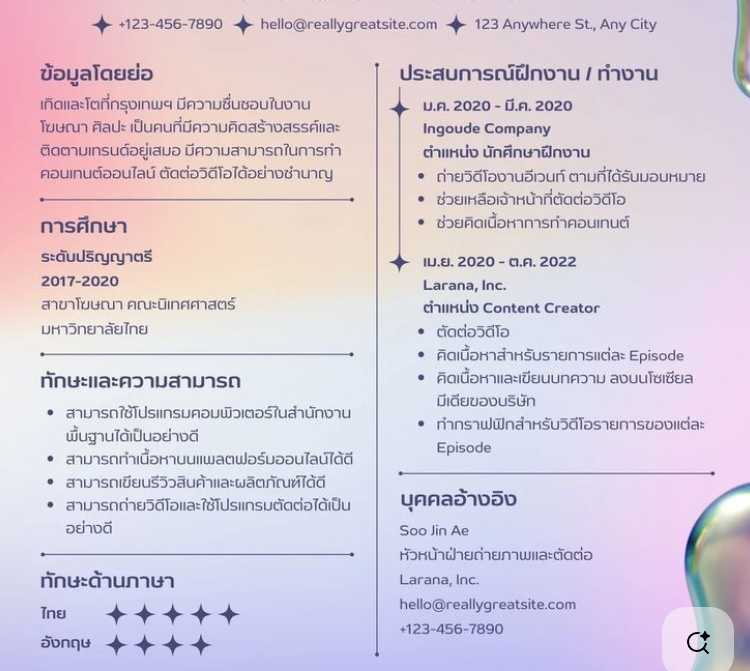 +123-456-7890 hello@reallygreatsite.com 123 Anywhere St., Any City
ข้อมูลโดยย่อ
เกิดและโตที่กรุงเทพฯ มีความชื่นชอบในงาน
โฆษณา ศิลปะ เป็นคนที่มีความคิดสร้างสรรค์และ
ติดตามเทรนด์อยู่เสมอ มีความสามารถในการทำ
คอนเทนต์ออนไลน์ ตัดต่อวิดีโอได้อย่างชำนาญ
การศึกษา
ระดับปริญญาตรี
2017-2020
สาขาโฆษณา คณะนิเทศศาสตร์
มหาวิทยาลัยไทย
ทักษะและความสามารถ
• สามารถใช้โปรแกรมคอมพิวเตอร์ในสำนักงาน
พื้นฐานได้เป็นอย่างดี
• สามารถทำเนื้อหาบนแพลตฟอร์มออนไลน์ได้ดี
• สามารถเขียนรีวิวสินค้าและผลิตภัณฑ์ได้ดี
• สามารถถ่ายวิดีโอและใช้โปรแกรมตัดต่อได้เป็น
อย่างดี
ทักษะด้านภาษา
ไทย
อังกฤษ
ประสบการณ์ฝึกงาน / ทำงาน
ม.ค. 2020 - มี.ค. 2020
Ingoude Company
ตำแหน่ง นักศึกษาฝึกงาน
• ถ่ายวิดีโองานอีเวนท์ ตามที่ได้รับมอบหมาย
• ช่วยเหลือเจ้าหน้าที่ตัดต่อวิดีโอ
• ช่วยคิดเนื้อหาการทำคอนเทนต์
เม.ย. 2020 - ต.ค. 2022
Larana, Inc.
ตำแหน่ง Content Creator
• ตัดต่อวิดีโอ
• คิดเนื้อหาสำหรับรายการแต่ละ Episode
• คิดเนื้อหาและเขียนบทความ ลงบนโซเซียล
มีเดียของบริษัท
• ทำกราฟฟิกสำหรับวิดีโอรายการของแต่ละ
Episode
บุคคลอ้างอิง
Soo Jin Ae
หัวหน้าฝ่ายถ่ายภาพและตัดต่อ
Larana, Inc.
hello@reallygreatsite.com
+123-456-7890